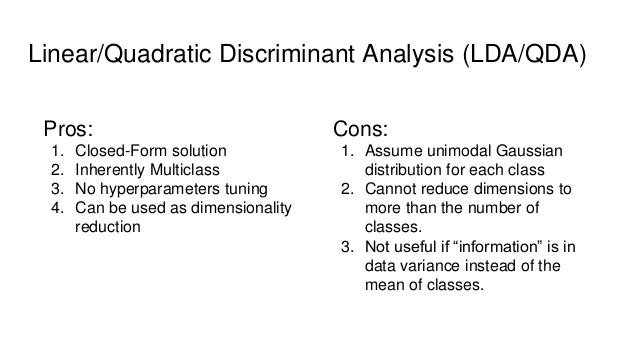 Linear/Quadratic Discriminant Analysis (LDA/QDA)
Pros:
1. Closed-Form solution
2. Inherently Multiclass
3. No hyperparameters tuning
4. Can be used as dimensionality
reduction
Cons:
1. Assume unimodal Gaussian
distribution for each class
2. Cannot reduce dimensions to
more than the number of
classes.
3. Not useful if “information” is in
data variance instead of the
mean of classes.